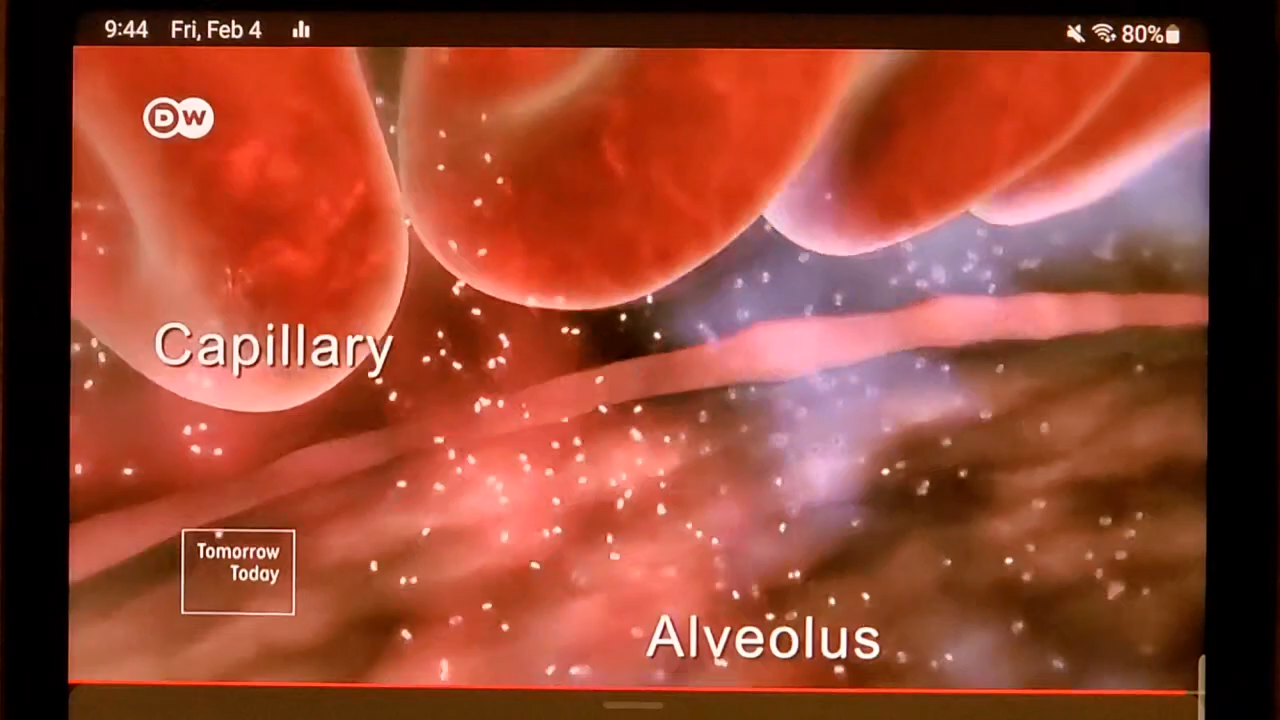 9:44 Fri, Feb 4
80%
DW
Capillary
Tomorrow
Today
Alveolus